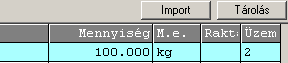 Import Tárolás
Mennyiség M.e. Rakt Üzem
100.000 kg 2